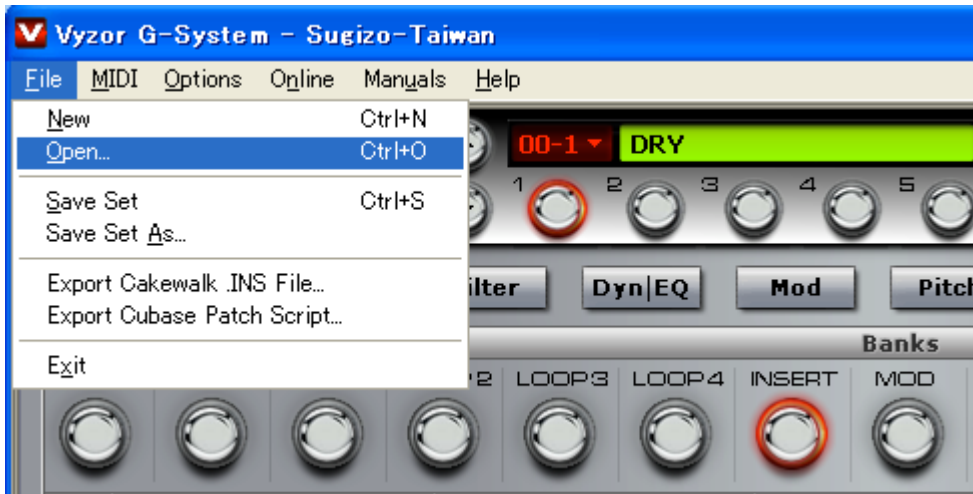 Vyzor G-System - Sugizo-Taiwan
File MIDI Options Online Manuals Help
New Ctrl+N
Open... Ctrl+O
Save Set Ctrl+S
Save Set As...
Export Cakewalk .INS File...
Export Cubase Patch Script...
Exit
00-1 DRY
1 2 3 4 5
Dyn|EQ Mod
Banks
LOOP3 LOOP4 INSERT MOD